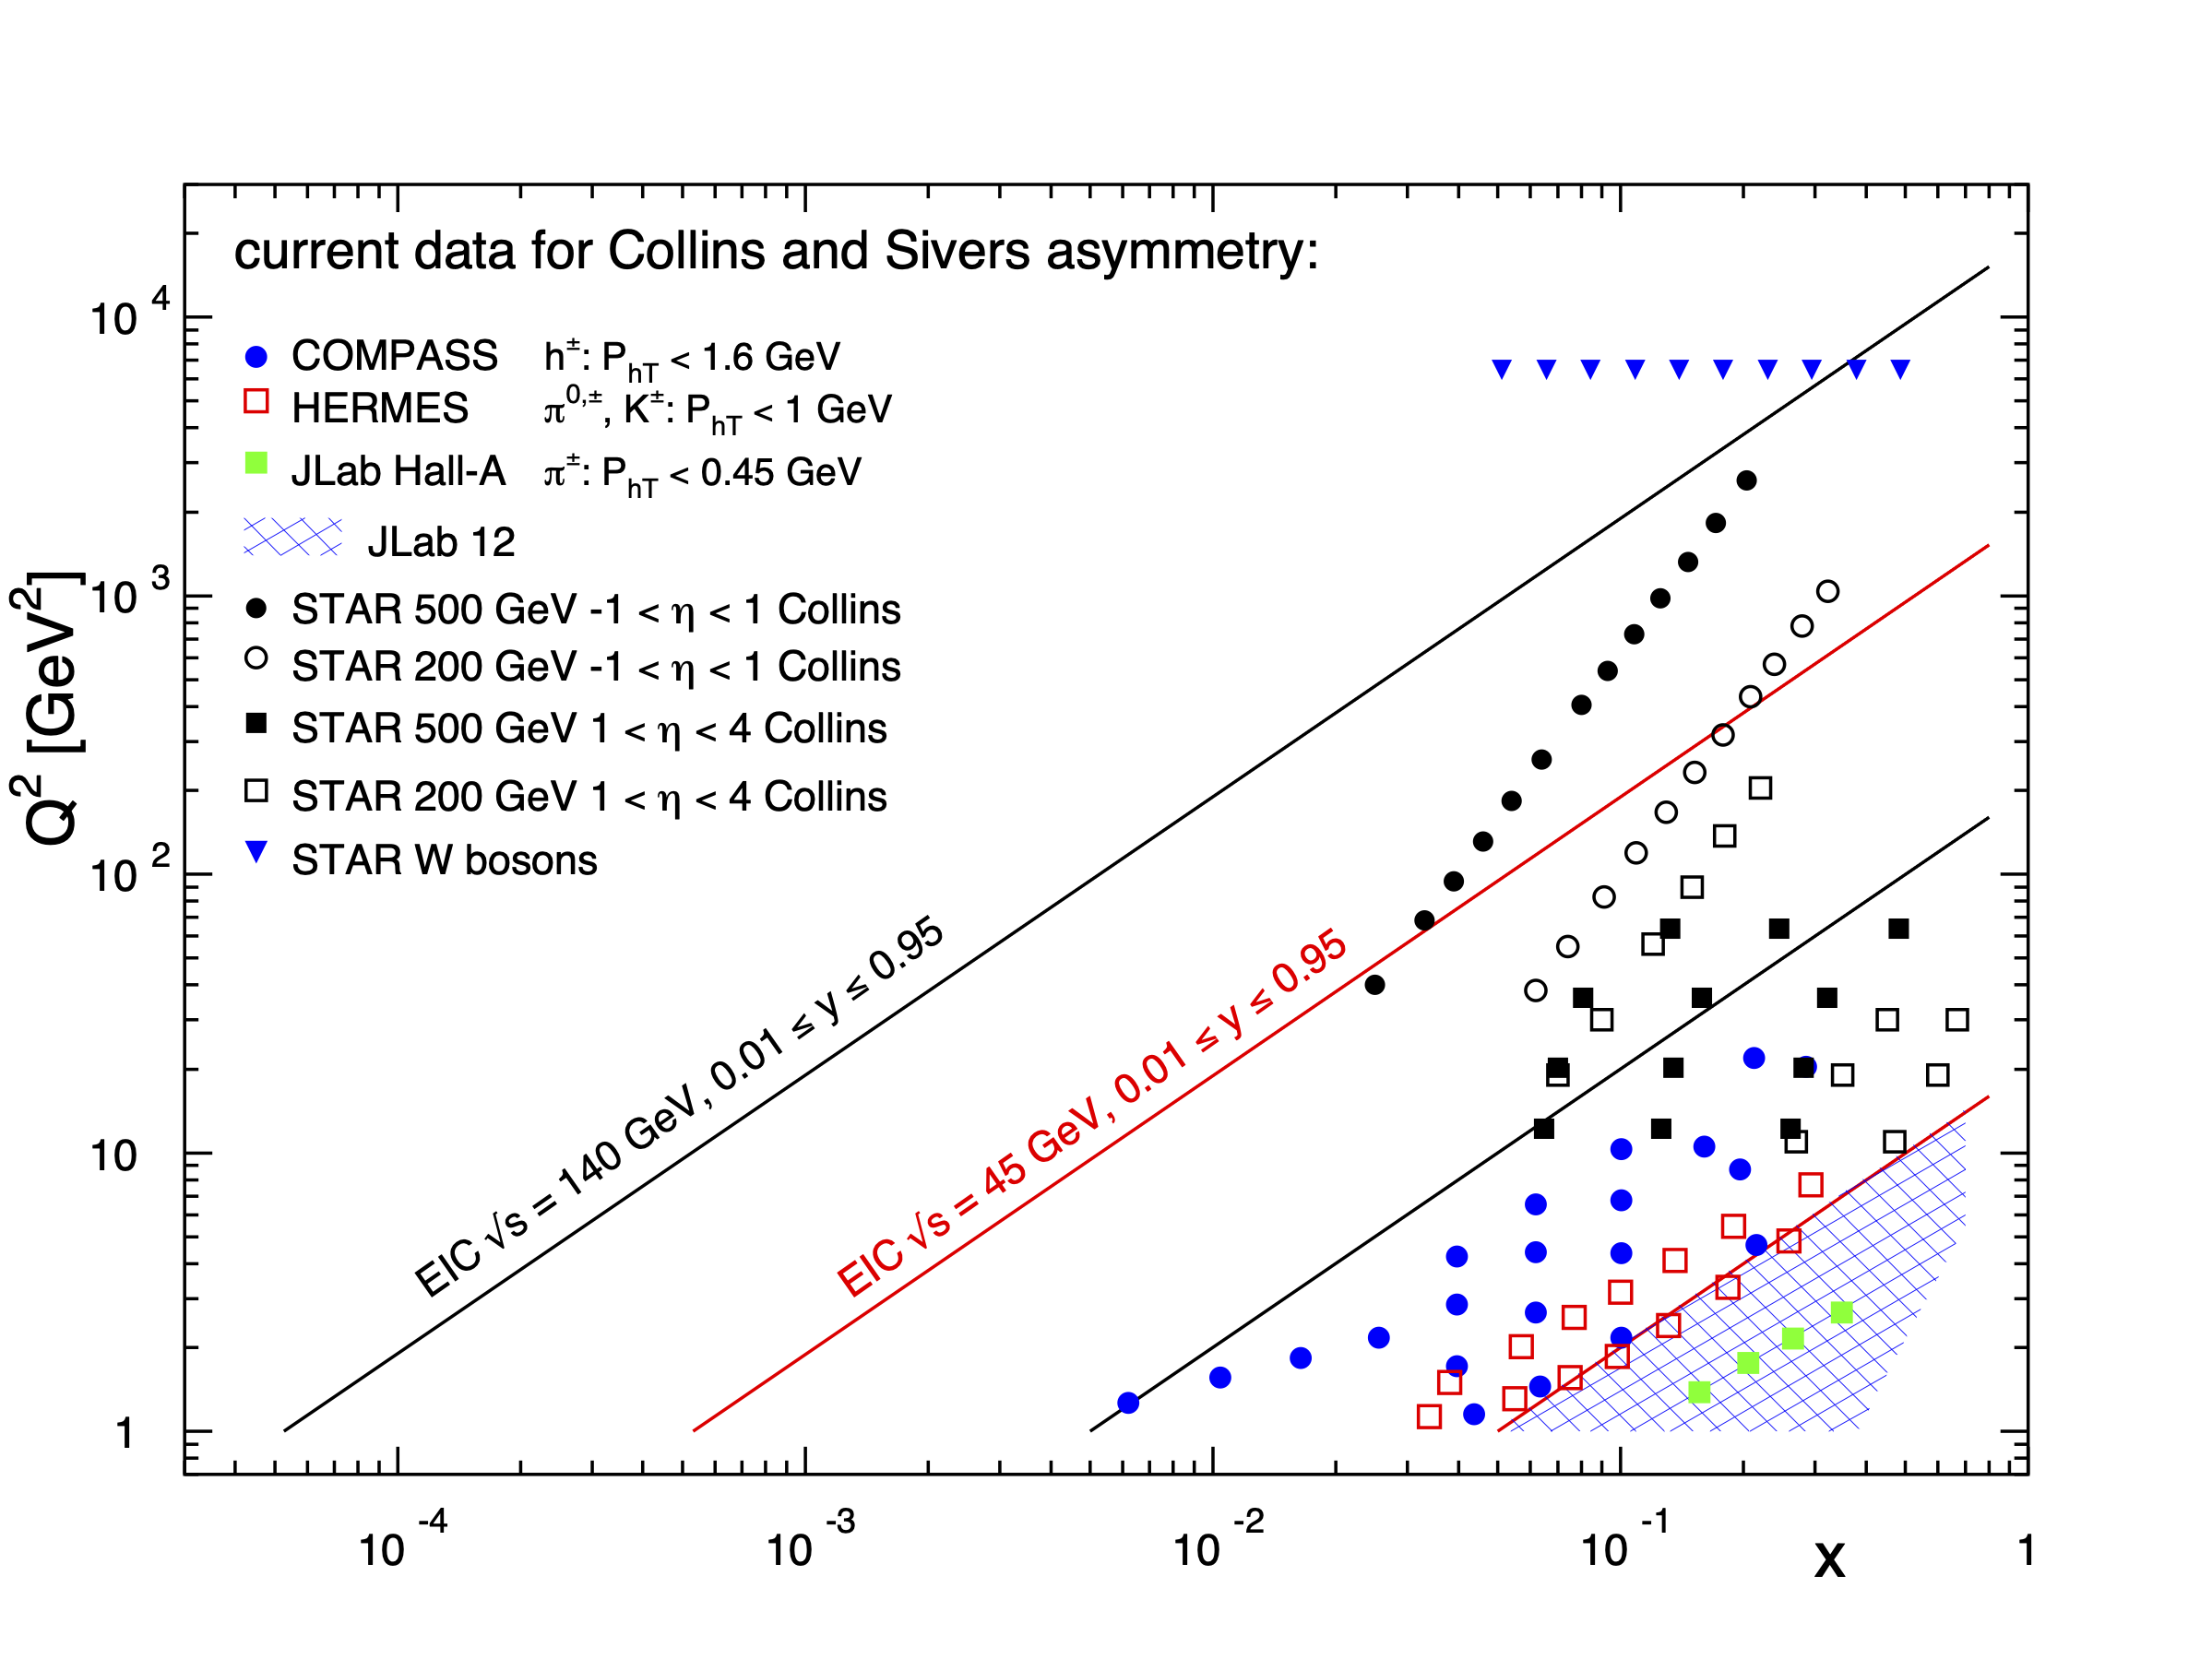 current data for Collins and Sivers asymmetry:
COMPASS h±: PhT < 1.6 GeV
HERMES π0,±, K±: PhT < 1 GeV
JLab Hall-A π±: PhT < 0.45 GeV
JLab 12
STAR 500 GeV -1 < η < 1 Collins
STAR 200 GeV -1 < η < 1 Collins
STAR 500 GeV 1 < η < 4 Collins
STAR 200 GeV 1 < η < 4 Collins
STAR W bosons
EIC √s = 140 GeV, 0.01 ≤ y ≤ 0.95
EIC √s = 45 GeV, 0.01 ≤ y ≤ 0.95
Q2 [GeV2]
10 4
10 3
10 2
10
1
10 -4
10 -3
10 -2
10 -1
1
x